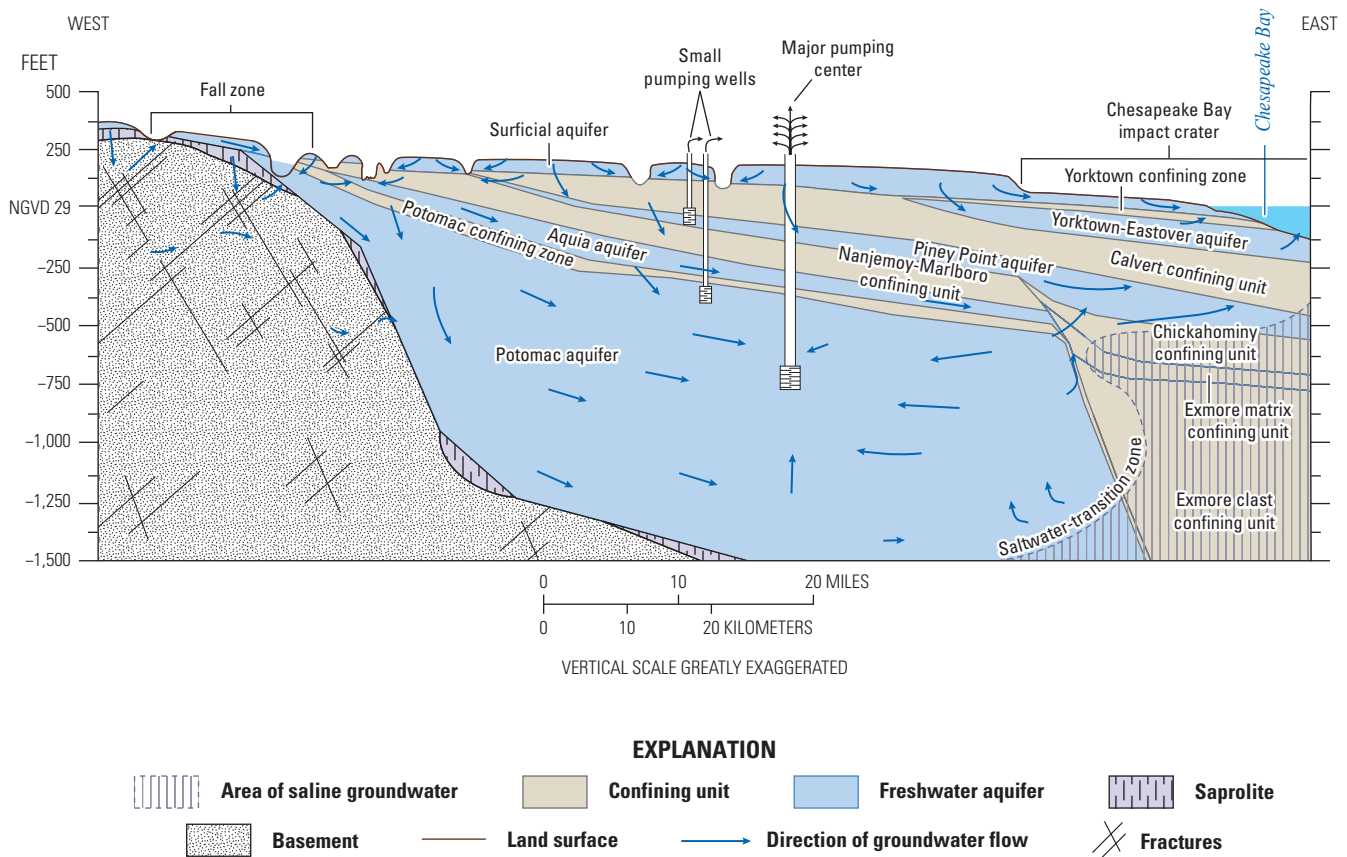 WEST
EAST
FEET
500
250
NGVD 29
−250
−500
−750
−1,000
−1,250
−1,500
Fall zone
Surficial aquifer
Small
pumping wells
Major pumping
center
Chesapeake Bay
impact crater
Chesapeake Bay
Yorktown confining zone
Yorktown-Eastover aquifer
Calvert confining unit
Piney Point aquifer
Nanjemoy-Marlboro
confining unit
Aquia aquifer
Potomac confining zone
Potomac aquifer
Chickahominy
confining unit
Exmore matrix
confining unit
Exmore clast
confining unit
Saltwater-transition zone
0 10 20 MILES
0 10 20 KILOMETERS
VERTICAL SCALE GREATLY EXAGGERATED
EXPLANATION
Area of saline groundwater
Confining unit
Freshwater aquifer
Saprolite
Basement
Land surface
Direction of groundwater flow
Fractures